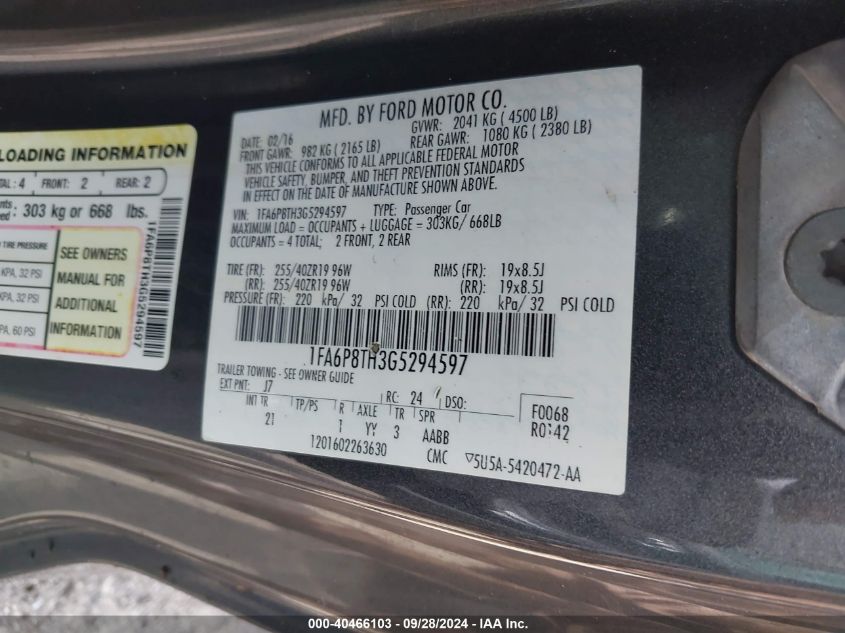 LOADING INFORMATION
TAL: 4 FRONT: 2 REAR: 2
303 kg or 668 lbs.
TIRE PRESSURE
KPA, 32 PSI
KPA, 32 PSI
PA, 60 PSI
SEE OWNERS
MANUAL FOR
ADDITIONAL
INFORMATION
1FA6P8TH3G5294597
MFD. BY FORD MOTOR CO.
DATE: 02/16 GVWR: 2041 KG ( 4500 LB)
FRONT GAWR: 982 KG ( 2165 LB) REAR GAWR: 1080 KG ( 2380 LB)
THIS VEHICLE CONFORMS TO ALL APPLICABLE FEDERAL MOTOR
VEHICLE SAFETY, BUMPER, AND THEFT PREVENTION STANDARDS
IN EFFECT ON THE DATE OF MANUFACTURE SHOWN ABOVE.
VIN: 1FA6P8TH3G5294597 TYPE: Passenger Car
MAXIMUM LOAD = OCCUPANTS + LUGGAGE = 303KG/ 668LB
OCCUPANTS = 4 TOTAL; 2 FRONT, 2 REAR
TIRE (FR): 255/40ZR19 96W RIMS (FR): 19x8.5J
(RR): 255/40ZR19 96W (RR): 19x8.5J
PRESSURE (FR): 220 kPa/ 32 PSI COLD (RR): 220 kPa/ 32 PSI COLD
1FA6P8TH3G5294597
TRAILER TOWING - SEE OWNER GUIDE
EXT PNT: J7 RC: 24 DSO: F0068
INT TR TP/PS R AXLE TR SPR R0142
21 1 YY 3 AABB
1201602263630 CMC 5U5A-5420472-AA
000-40466103 - 09/28/2024 - USA - IAAI - Copart Inc.